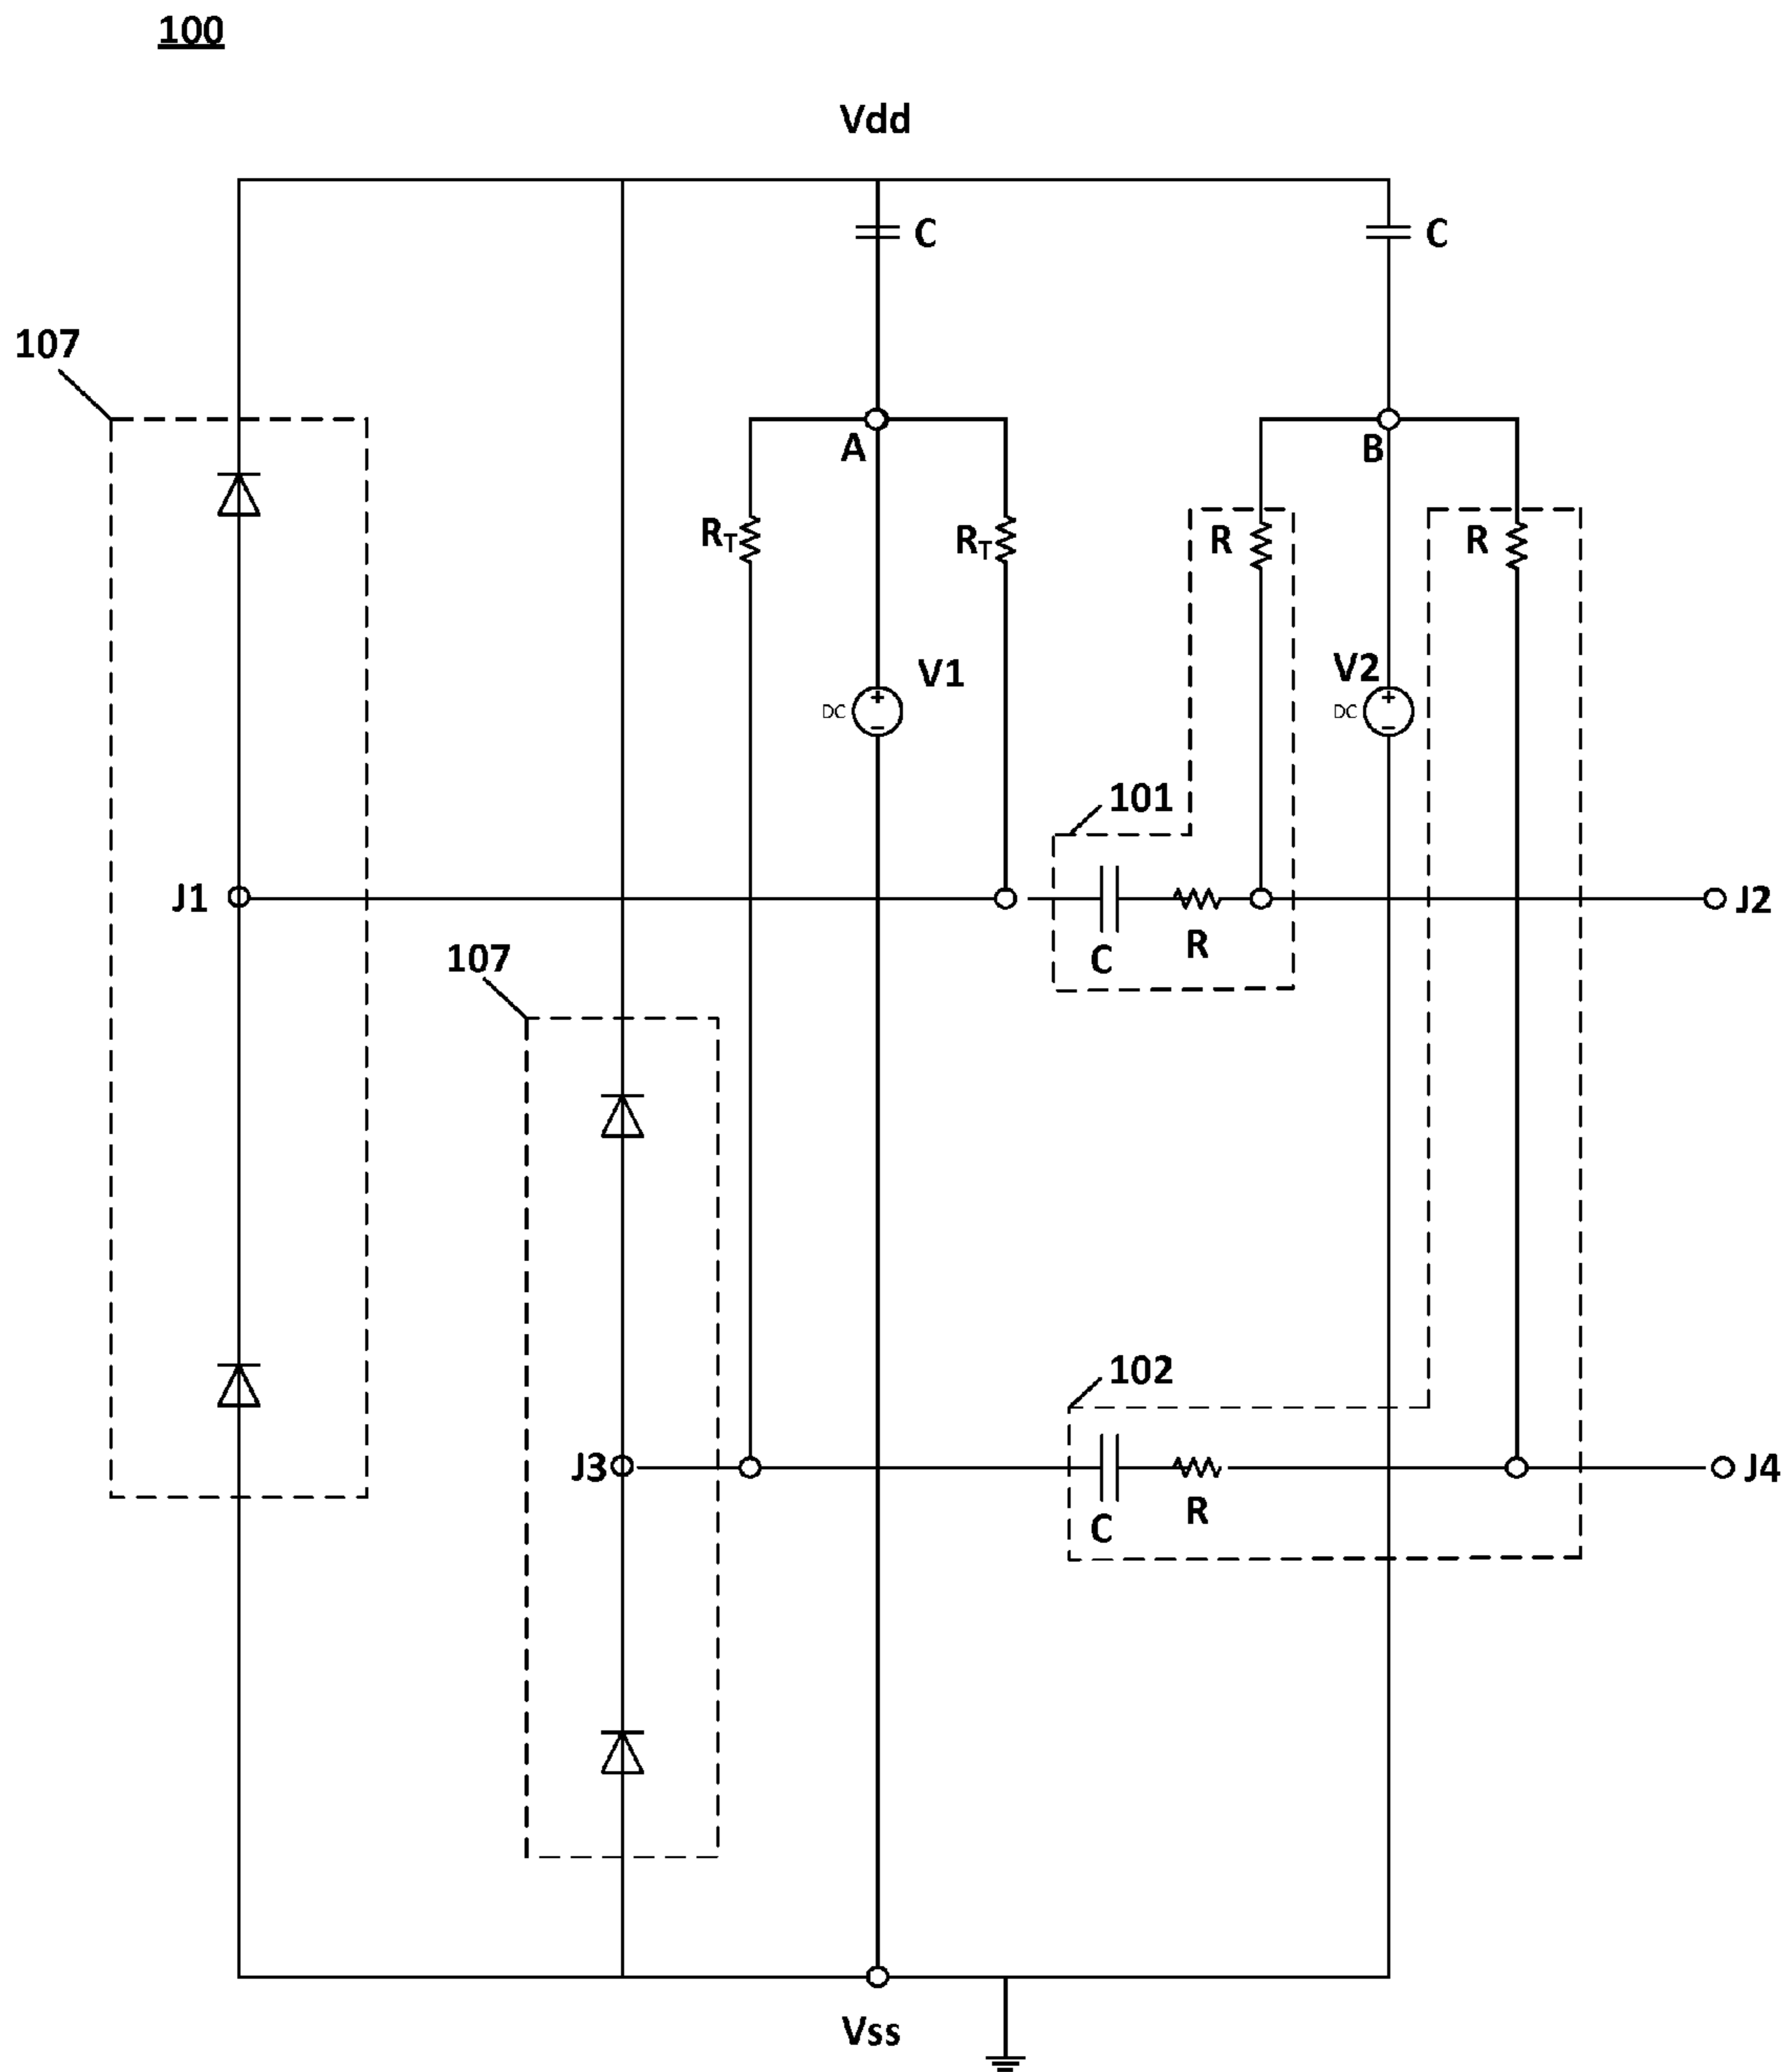 100
Vdd
C C
107
A B
RT RT R R
V1 V2
DC DC
101
J1 J2
C R
107
102
J3 J4
C R
Vss